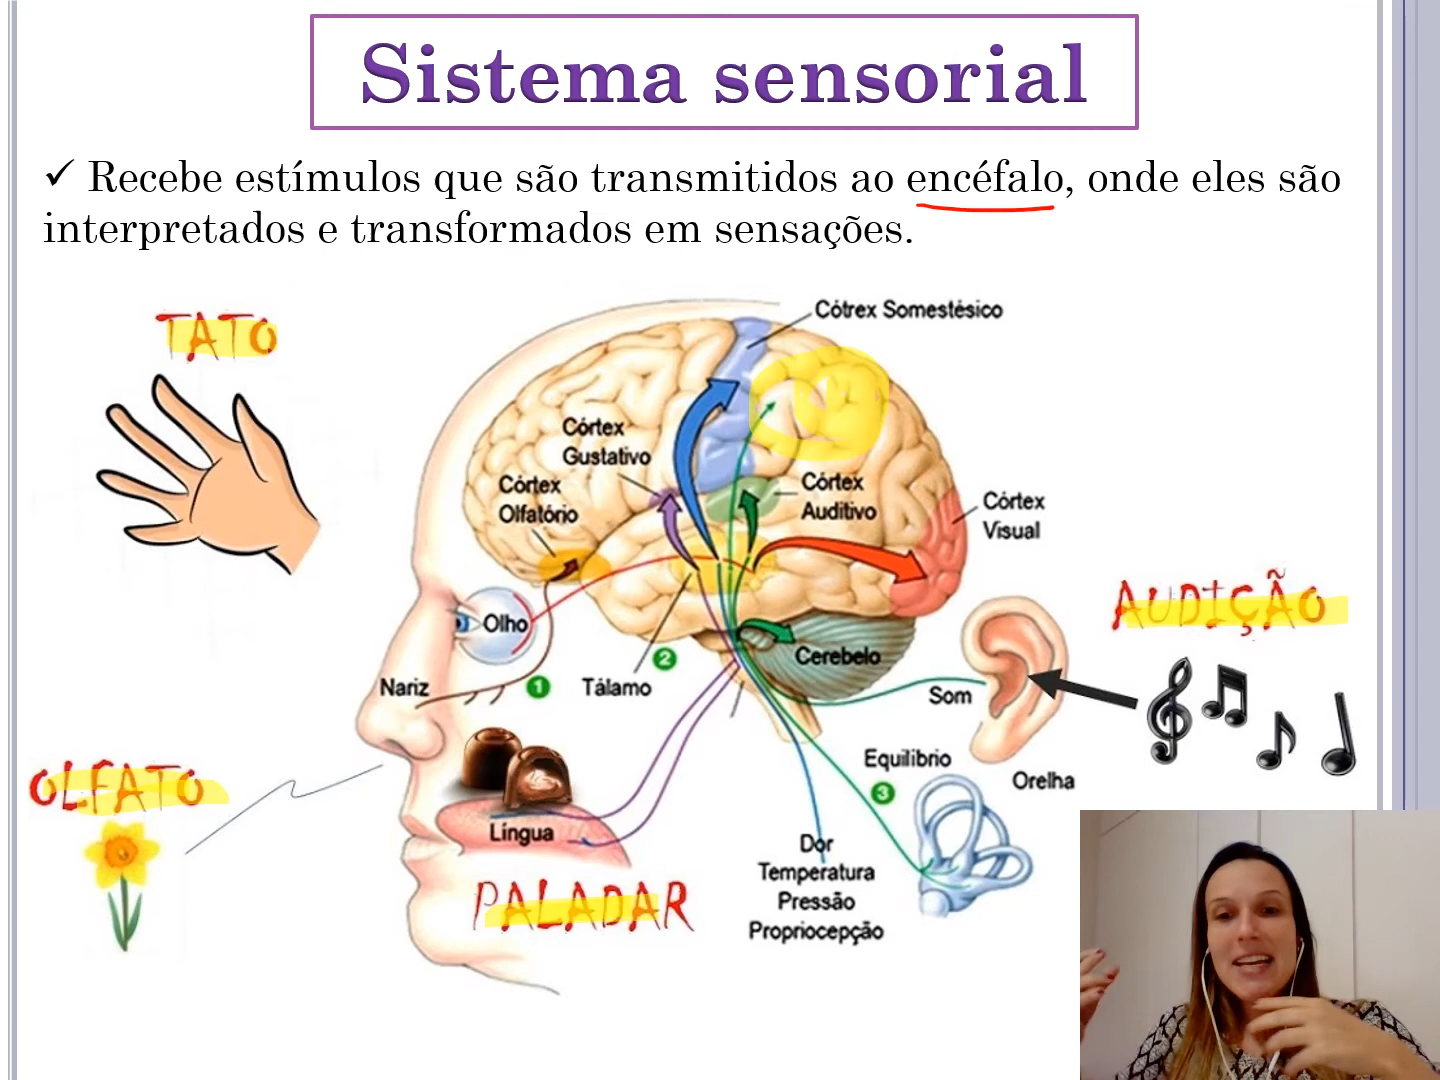 Sistema sensorial
✓ Recebe estímulos que são transmitidos ao encéfalo, onde eles são
interpretados e transformados em sensações.
TATO
Cótrex Somestésico
Córtex
Gustativo
Córtex
Olfatório
Córtex
Auditivo
Córtex
Visual
AUDIÇÃO
Olho
Cerebelo
2
Nariz
1
Tálamo
Som
OLFATO
Equilibrio
3
Orelha
Língua
Dor
Temperatura
Pressão
Propriocepção
PALADAR